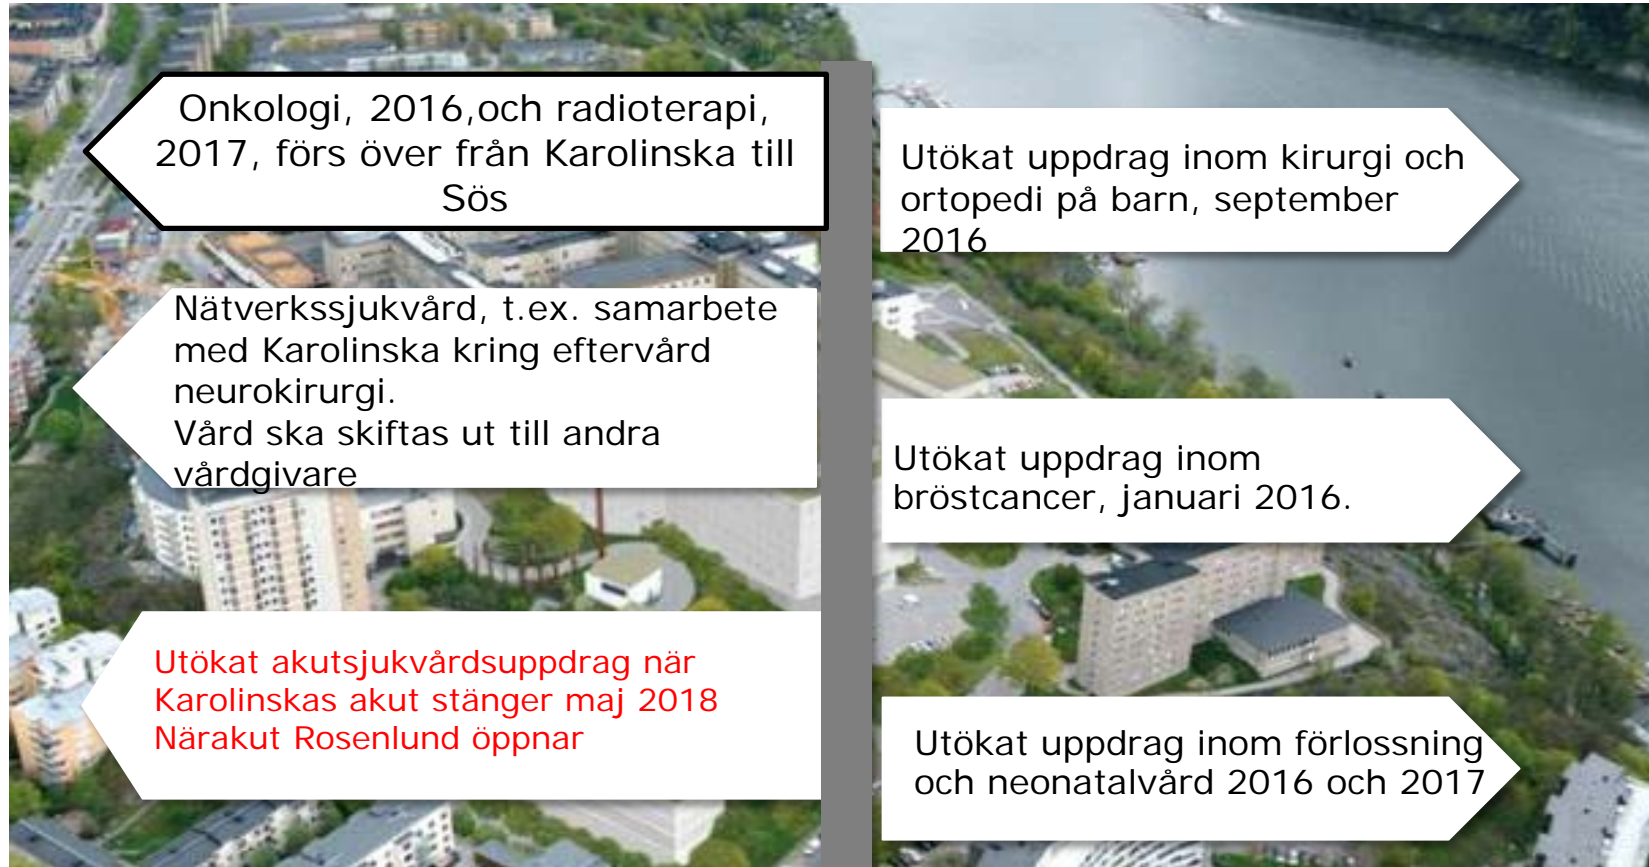 Onkologi, 2016,och radioterapi,
2017, förs över från Karolinska till
Sös
Nätverkssjukvård, t.ex. samarbete
med Karolinska kring eftervård
neurokirurgi.
Vård ska skiftas ut till andra
vårdgivare
Utökat akutsjukvårdsuppdrag när
Karolinskas akut stänger maj 2018
Närakut Rosenlund öppnar
Utökat uppdrag inom kirurgi och
ortopedi på barn, september
2016
Utökat uppdrag inom
bröstcancer, januari 2016.
Utökat uppdrag inom förlossning
och neonatalvård 2016 och 2017